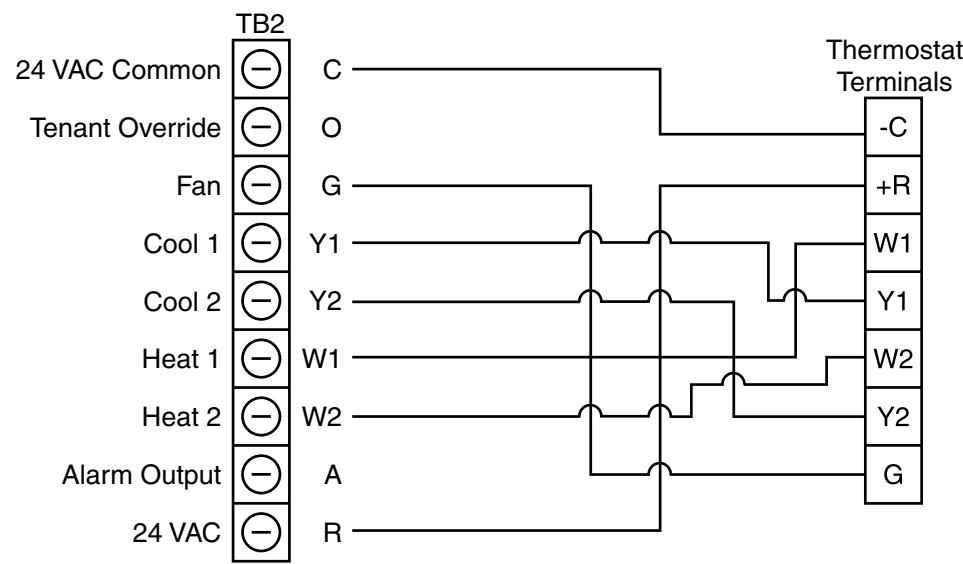 TB2
Thermostat
Terminals
24 VAC Common C
-C
Tenant Override O
Fan G
+R
Cool 1 Y1
W1
Cool 2 Y2
Y1
Heat 1 W1
W2
Heat 2 W2
Y2
Alarm Output A
G
24 VAC R